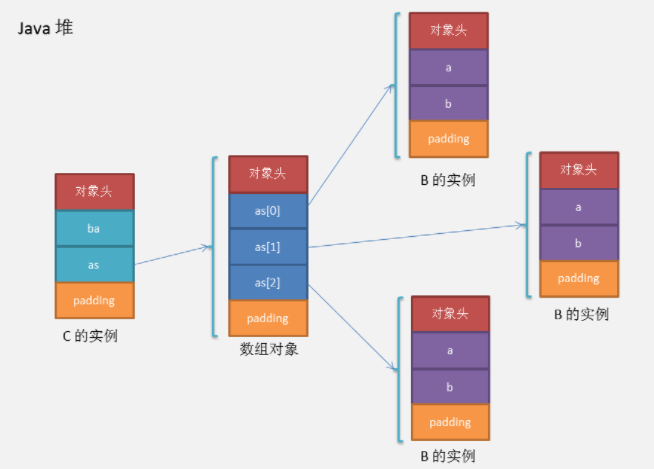 Java 堆
对象头
ba
as
padding
C 的实例
对象头
as[0]
as[1]
as[2]
padding
数组对象
对象头
a
b
padding
B 的实例
对象头
a
b
padding
B 的实例
对象头
a
b
padding
B 的实例